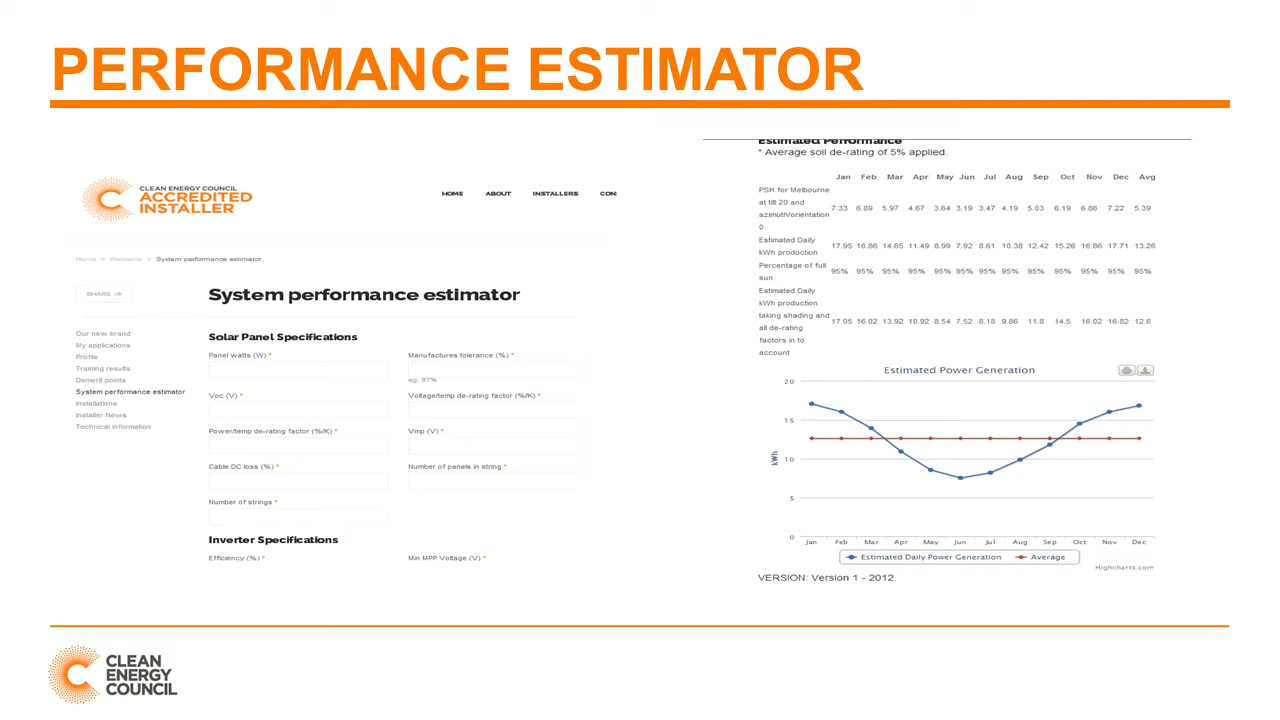 PERFORMANCE ESTIMATOR
CLEAN ENERGY COUNCIL
ACCREDITED
INSTALLER
HOME ABOUT INSTALLERS CON
Home -> Welcome -> System performance estimator
SHARE
Our new brand
My applications
Profile
Training results
Demerit points
System performance estimator
Installations
Installer News
Technical information
System performance estimator
Solar Panel Specifications
Panel watts (W) * Manufactures tolerance (%) *
eg. 97%
Voc (V) * Voltage/temp de-rating factor (%/K) *
Power/temp de-rating factor (%/K) * Vmp (V) *
Cable DC loss (%) * Number of panels in string *
Number of strings *
Inverter Specifications
Efficiency (%) * Min MPP Voltage (V) *
Estimated Performance
* Average soil de-rating of 5% applied.
Jan Feb Mar Apr May Jun Jul Aug Sep Oct Nov Dec Avg
PSH for Melbourne
at tilt 20 and
azimuth/orientation
0
7.33 6.89 5.97 4.67 3.64 3.19 3.47 4.19 5.03 6.19 6.86 7.22 5.39
Estimated Daily
kWh production
17.95 16.86 14.65 11.49 8.99 7.92 8.61 10.38 12.42 15.26 16.86 17.71 13.26
Percentage of full
sun
95% 95% 95% 95% 95% 95% 95% 95% 95% 95% 95% 95% 95%
Estimated Daily
kWh production
taking shading and
all de-rating
factors in to
account
17.05 16.02 13.92 10.92 8.54 7.52 8.18 9.86 11.8 14.5 16.02 16.82 12.6
Estimated Power Generation
kWh
20
15
10
5
0
Jan Feb Mar Apr May Jun Jul Aug Sep Oct Nov Dec
Estimated Daily Power Generation Average
Highcharts.com
VERSION: Version 1 - 2012.
CLEAN
ENERGY
COUNCIL